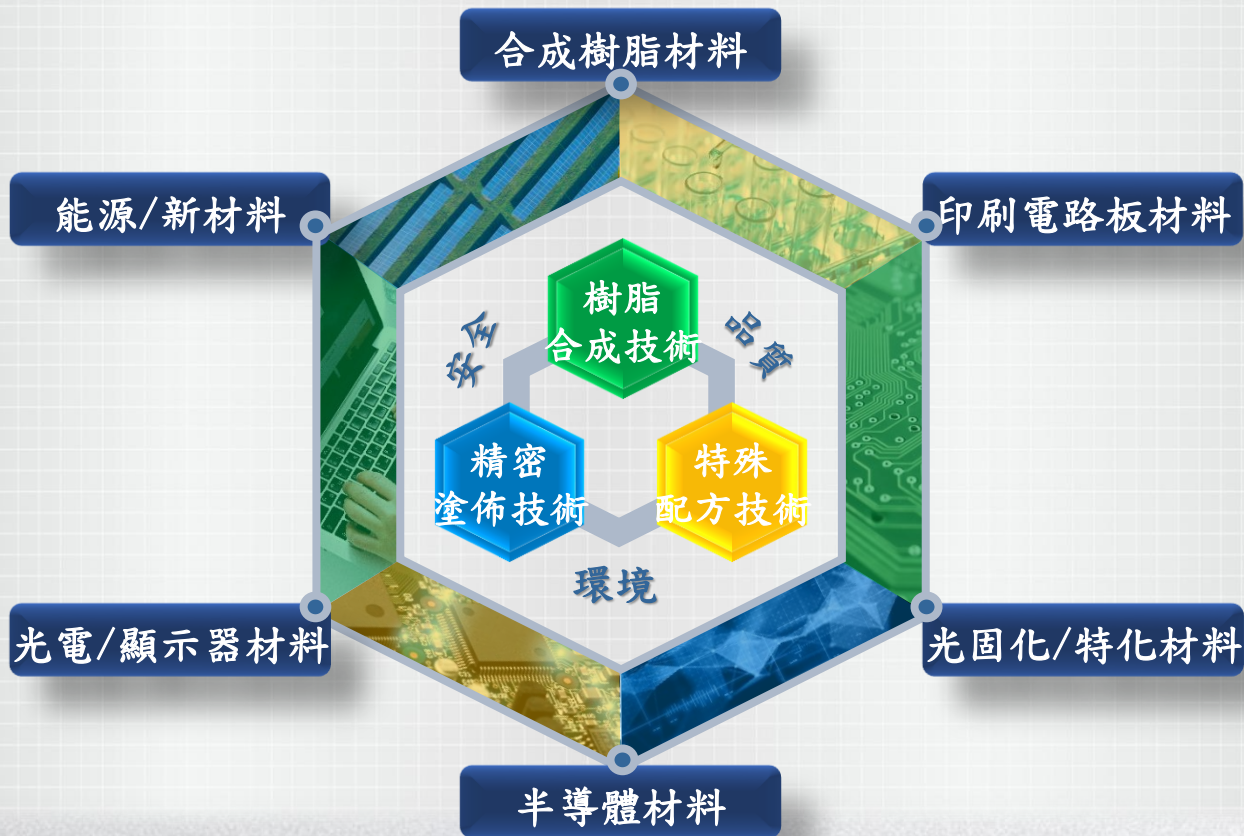 合成樹脂材料
能源/新材料
印刷電路板材料
樹脂
合成技術
安全
品質
精密
塗佈技術
特殊
配方技術
環境
光電/顯示器材料
光固化/特化材料
半導體材料